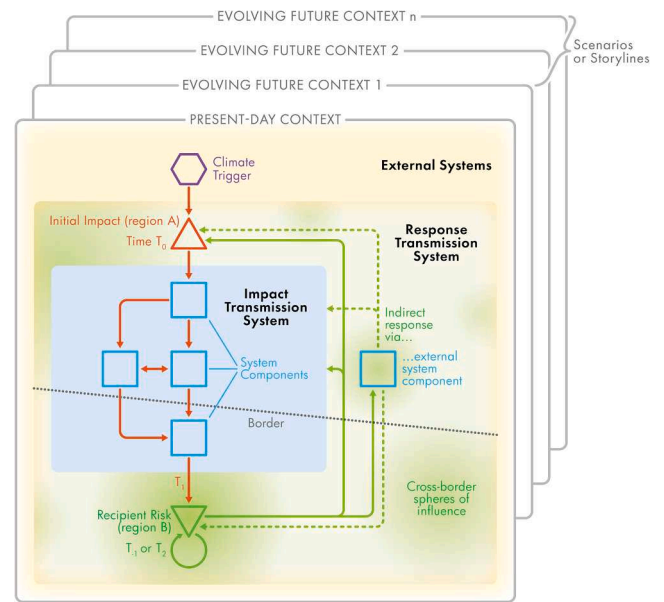 EVOLVING FUTURE CONTEXT n
EVOLVING FUTURE CONTEXT 2
Scenarios
or Storylines
EVOLVING FUTURE CONTEXT 1
PRESENT-DAY CONTEXT
Climate
Trigger
External Systems
Initial Impact (region A)
Time T0
Response
Transmission
System
Impact
Transmission
System
Indirect
response
via...
System
Components
...external
system
component
Border
T1
Recipient Risk
(region B)
T-1 or T2
Cross-border
spheres of
influence